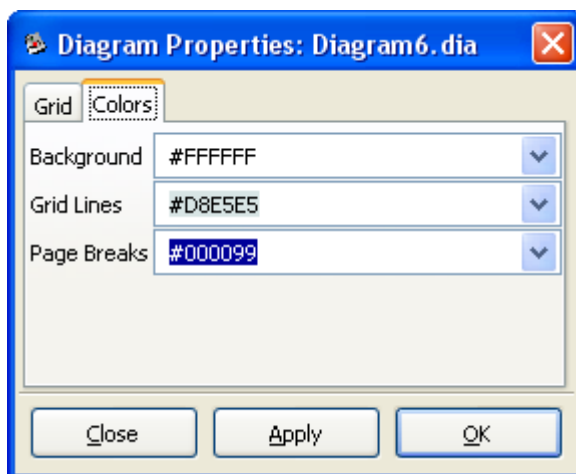 Diagram Properties: Diagram6.dia
Grid Colors
Background #FFFFFF
Grid Lines #D8E5E5
Page Breaks #000099
Close Apply OK